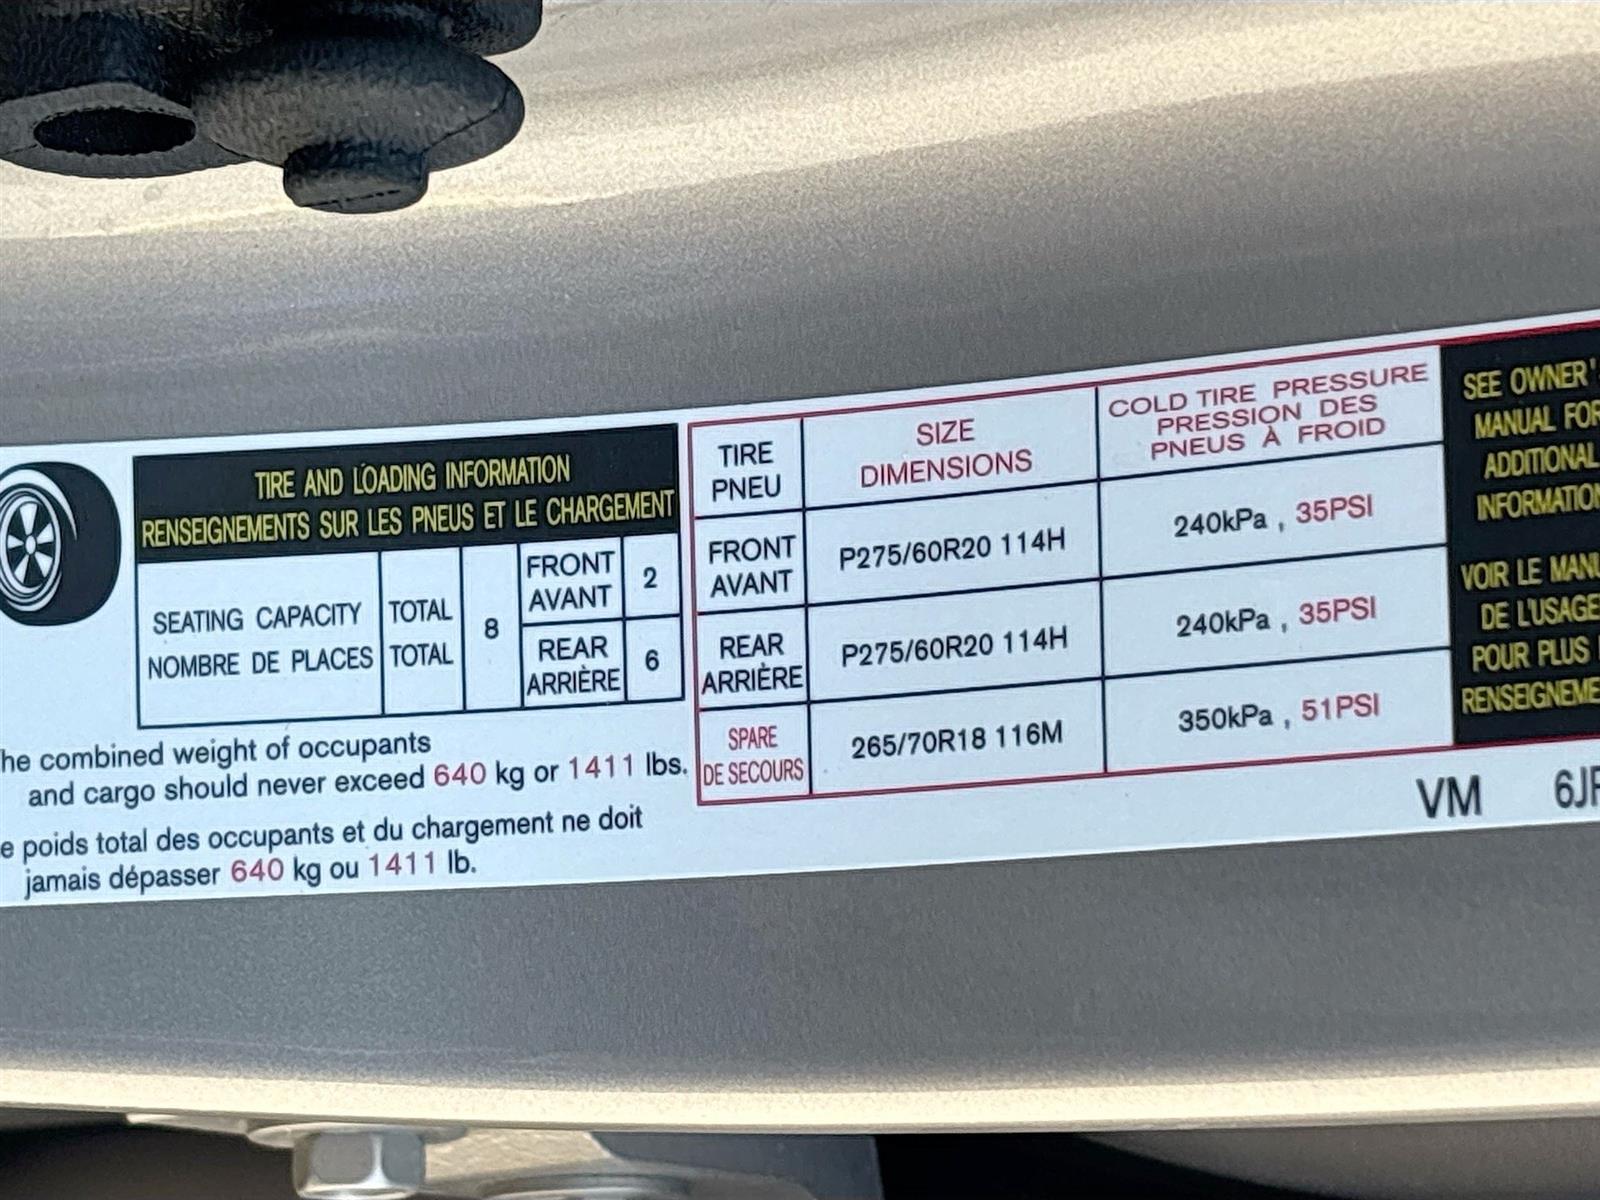 TIRE AND LOADING INFORMATION
RENSEIGNEMENTS SUR LES PNEUS ET LE CHARGEMENT
SEATING CAPACITY
NOMBRE DE PLACES
TOTAL
TOTAL
8
FRONT
AVANT
2
REAR
ARRIÈRE
6
he combined weight of occupants
and cargo should never exceed 640 kg or 1411 lbs.
e poids total des occupants et du chargement ne doit
jamais dépasser 640 kg ou 1411 lb.
TIRE
PNEU
SIZE
DIMENSIONS
COLD TIRE PRESSURE
PRESSION DES
PNEUS À FROID
FRONT
AVANT
P275/60R20 114H
240kPa , 35PSI
REAR
ARRIÈRE
P275/60R20 114H
240kPa , 35PSI
SPARE
DE SECOURS
265/70R18 116M
350kPa , 51PSI
SEE OWNER'
MANUAL FOR
ADDITIONAL
INFORMATION
VOIR LE MANU
DE L'USAGE
POUR PLUS
RENSEIGNEME
VM 6J